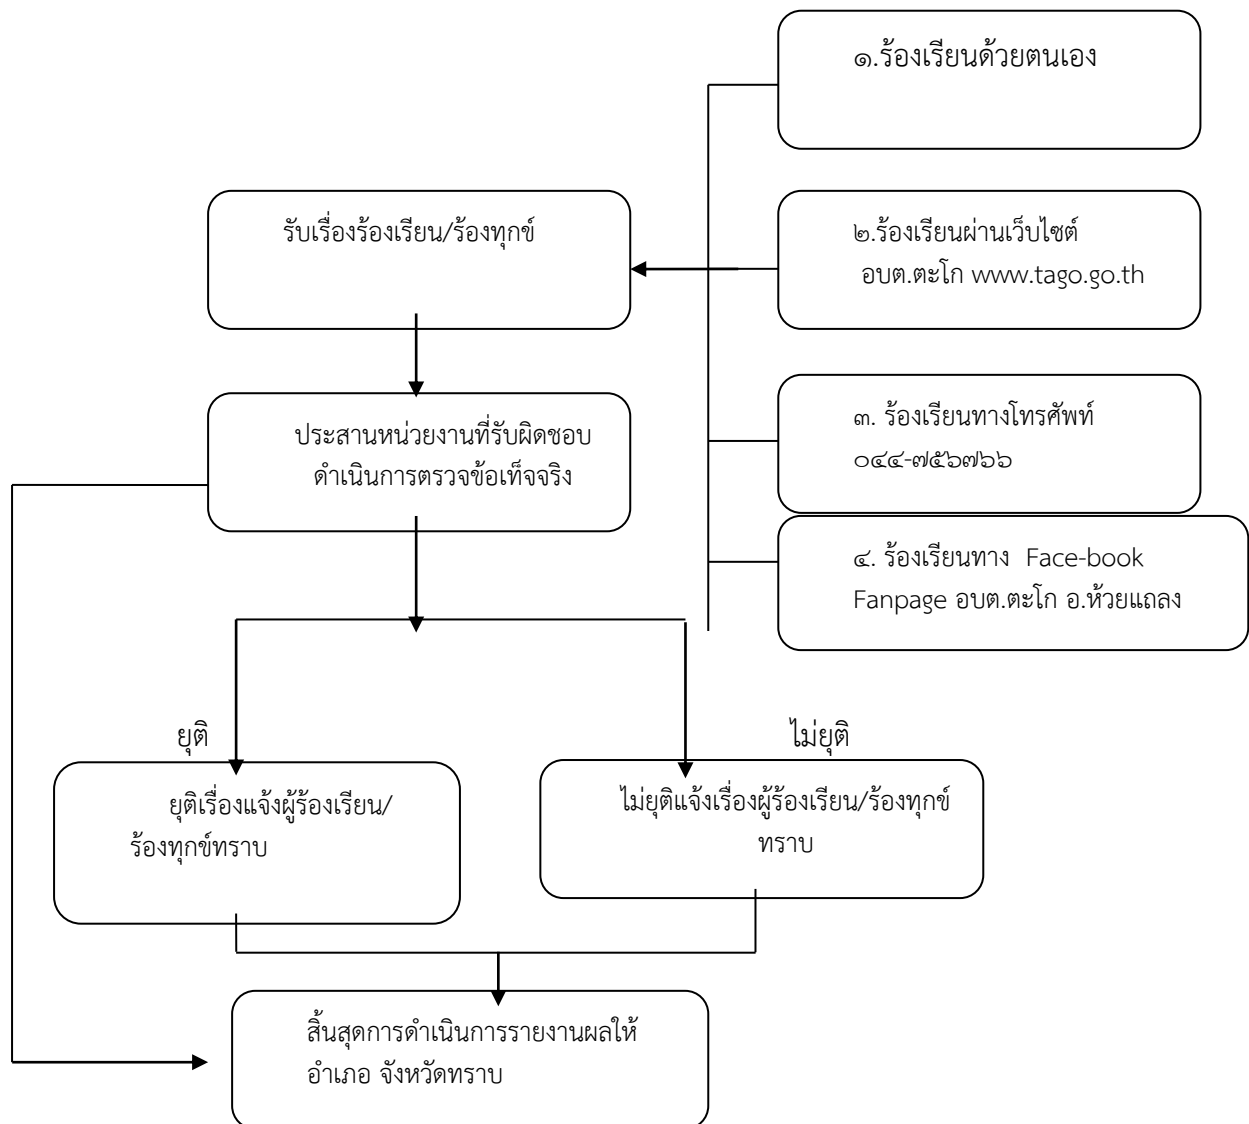 ๑.ร้องเรียนด้วยตนเอง
รับเรื่องร้องเรียน/ร้องทุกข์
๒.ร้องเรียนผ่านเว็บไซต์
อบต.ตะโก www.tago.go.th
๓. ร้องเรียนทางโทรศัพท์
๐๔๔-๗๕๖๗๖๖
ประสานหน่วยงานที่รับผิดชอบ
ดำเนินการตรวจข้อเท็จจริง
๔. ร้องเรียนทาง Face-book
Fanpage อบต.ตะโก อ.ห้วยแถลง
ยุติ
ไม่ยุติ
ยุติเรื่องแจ้งผู้ร้องเรียน/
ร้องทุกข์ทราบ
ไม่ยุติแจ้งเรื่องผู้ร้องเรียน/ร้องทุกข์
ทราบ
สิ้นสุดการดำเนินการรายงานผลให้
อำเภอ จังหวัดทราบ